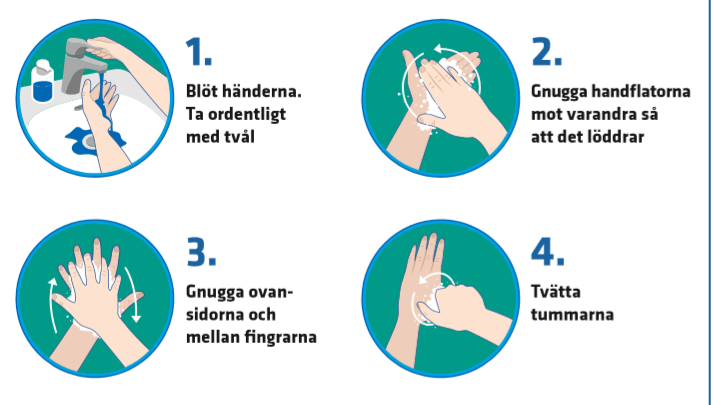 1.
Blöt händerna.
Ta ordentligt
med tvål
2.
Gnugga handflatorna
mot varandra så
att det löddrar
3.
Gnugga ovan-
sidorna och
mellan fingrarna
4.
Tvätta
tummarna